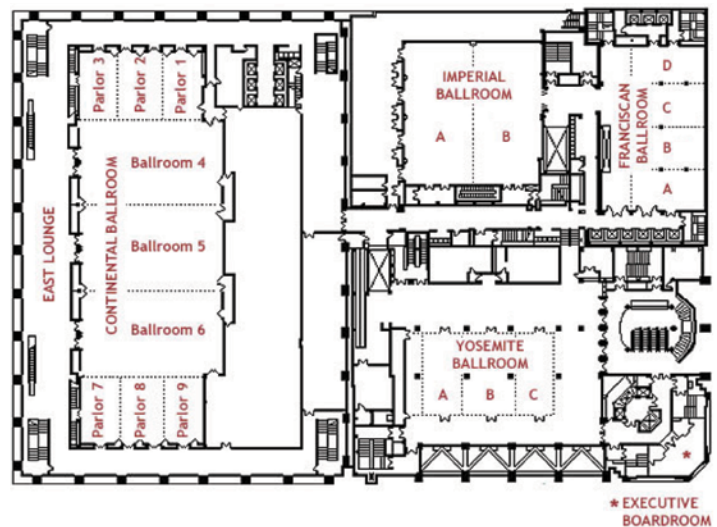 Parlor 3
Parlor 2
Parlor 1
Ballroom 4
Ballroom 5
Ballroom 6
CONTINENTAL BALLROOM
EAST LOUNGE
Parlor 7
Parlor 8
Parlor 9
IMPERIAL
BALLROOM
A
B
FRANCISCAN
BALLROOM
D
C
B
A
YOSEMITE
BALLROOM
A
B
C
*
* EXECUTIVE
BOARDROOM